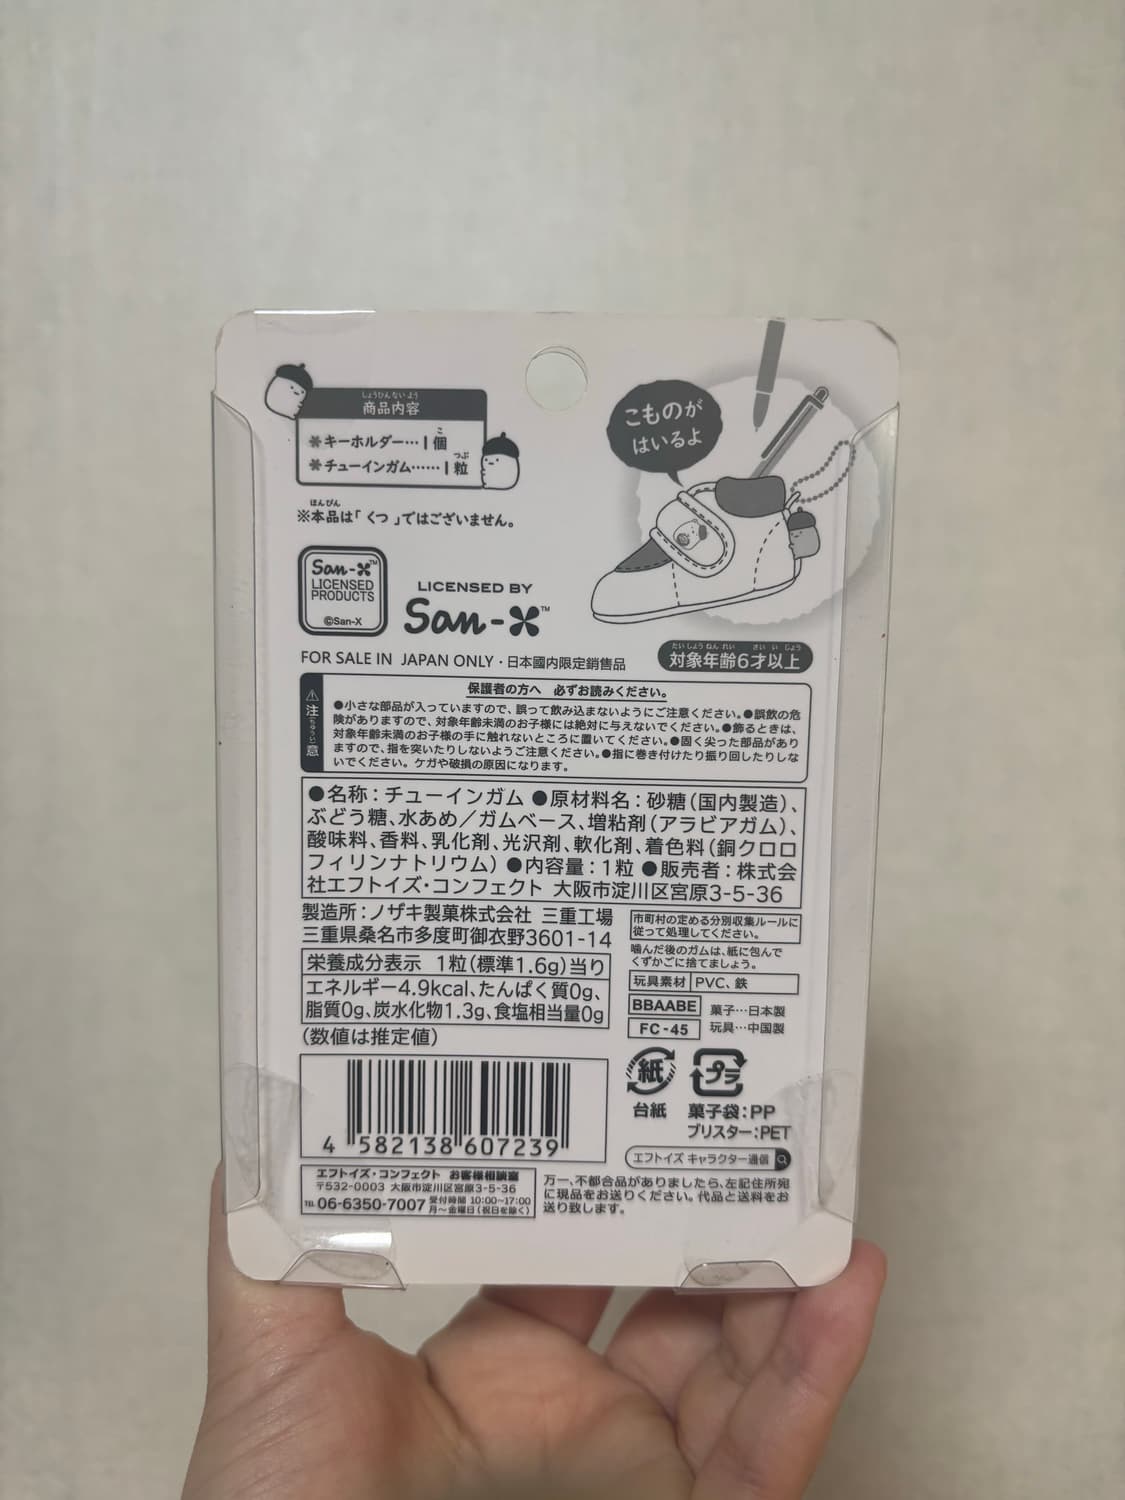 しょうひんないよう
商品内容
✽キーホルダー…1個
こ
✽チューインガム……1粒
つぶ
ほんぴん
※本品は「くつ」ではございません。
こものが
はいるよ
San-X™
LICENSED
PRODUCTS
©San-X
LICENSED BY
San-X™
FOR SALE IN JAPAN ONLY・日本國内限定銷售品
たいしょうねんれい さいいじょう
対象年齢6才以上
⚠注意
ちゅうい
保護者の方へ 必ずお読みください。
●小さな部品が入っていますので、誤って飲み込まないようにご注意ください。●誤飲の危
険がありますので、対象年齢未満のお子様には絶対に与えないでください。●飾るときは、
対象年齢未満のお子様の手に触れないところに置いてください。●固く尖った部品があり
ますので、指を突いたりしないようご注意ください。●指に巻き付けたり振り回したりしな
いでください。ケガや破損の原因になります。
●名称：チューインガム ●原材料名：砂糖（国内製造）、
ぶどう糖、水あめ／ガムベース、増粘剤（アラビアガム）、
酸味料、香料、乳化剤、光沢剤、軟化剤、着色料（銅クロロ
フィリンナトリウム）●内容量：1粒 ●販売者：株式会
社エフトイズ・コンフェクト 大阪市淀川区宮原3-5-36
製造所：ノザキ製菓株式会社 三重工場
三重県桑名市多度町御衣野3601-14
栄養成分表示 1粒（標準1.6g）当り
エネルギー4.9kcal、たんぱく質0g、
脂質0g、炭水化物1.3g、食塩相当量0g
（数値は推定値）
市町村の定める分別収集ルールに
従って処理してください。
噛んだ後のガムは、紙に包んで
くずかごに捨てましょう。
玩具素材 PVC、鉄
BBAABE 菓子…日本製
FC-45 玩具…中国製
紙
台紙
プラ
菓子袋：PP
ブリスター：PET
4 582138 607239
エフトイズ キャラクター通信
エフトイズ・コンフェクト お客様相談室
〒532-0003 大阪市淀川区宮原3-5-36
TEL 06-6350-7007 受付時間 10:00〜17:00
月〜金曜日（祝日を除く）
万一、不都合品がありましたら、左記住所宛
に現品をお送りください。代品と送料をお
送り致します。